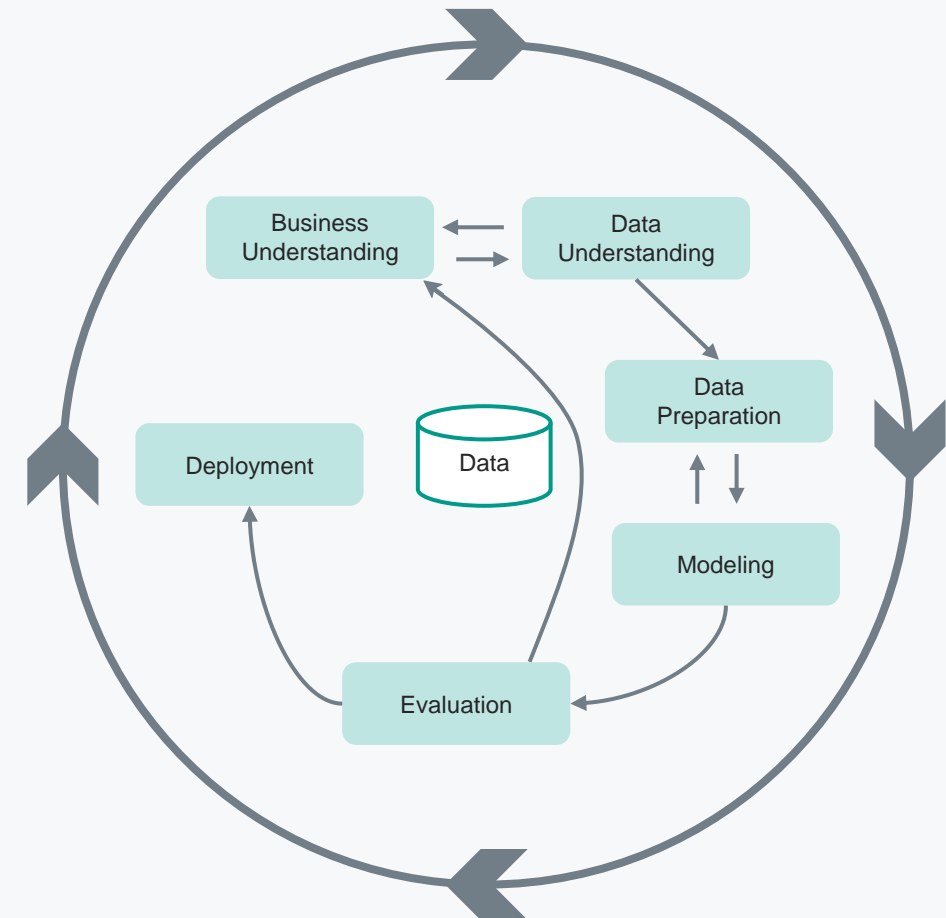 Business
Understanding
Data
Understanding
Data
Preparation
Data
Deployment
Modeling
Evaluation